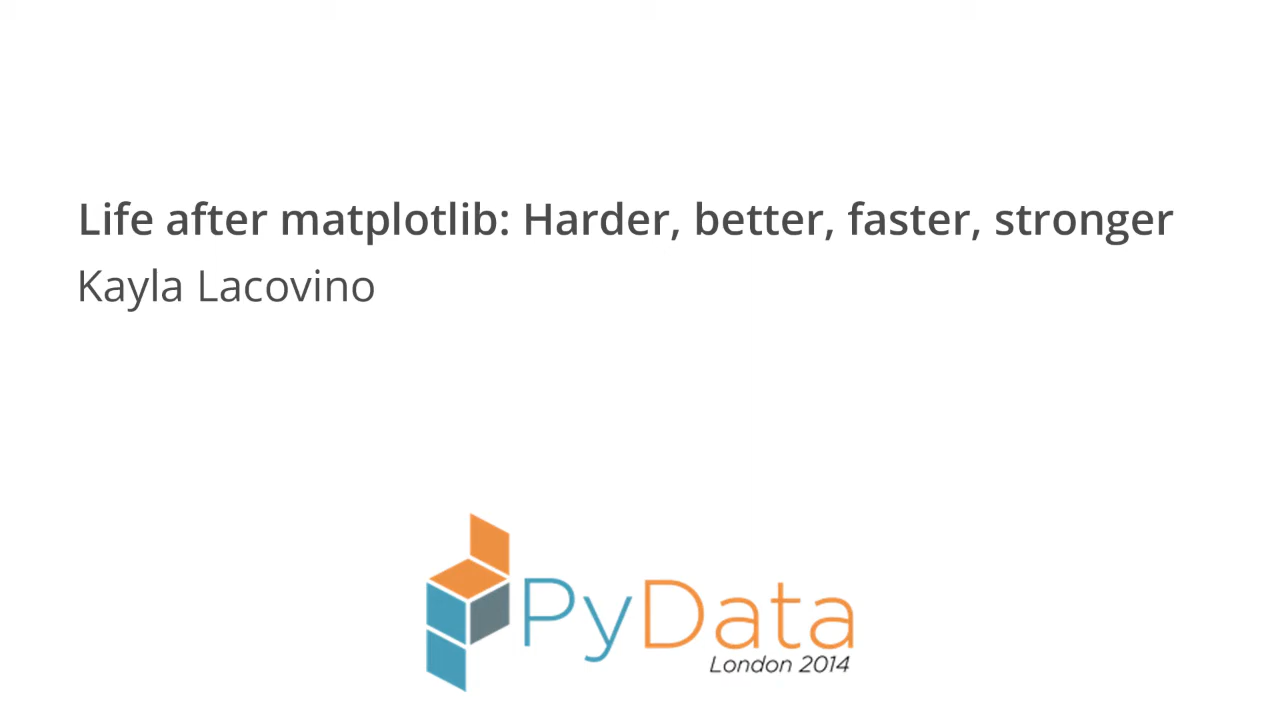 Life after matplotlib: Harder, better, faster, stronger
Kayla Lacovino
PyData
London 2014